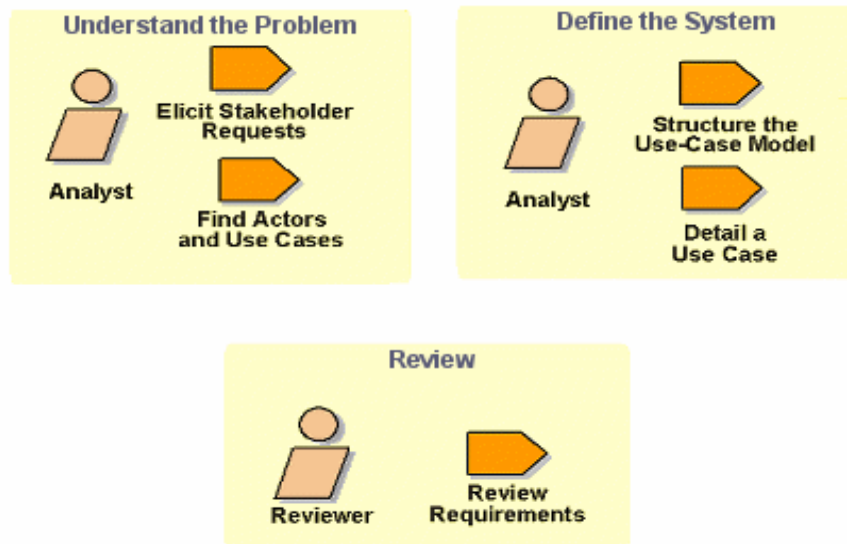 Understand the Problem
Elicit Stakeholder
Requests
Analyst
Find Actors
and Use Cases
Define the System
Structure the
Use-Case Model
Analyst
Detail a
Use Case
Review
Reviewer
Review
Requirements